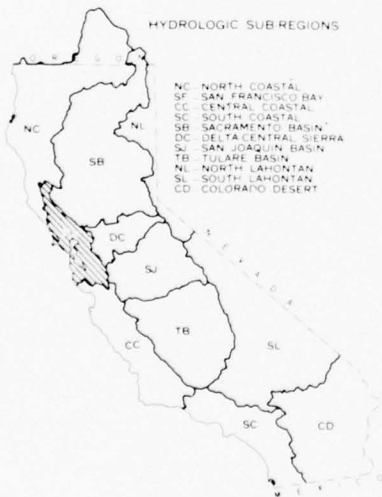 HYDROLOGIC SUB-REGIONS
OREGON
NC - NORTH COASTAL
SF - SAN FRANCISCO BAY
CC - CENTRAL COASTAL
SC - SOUTH COASTAL
SB - SACRAMENTO BASIN
DC - DELTA CENTRAL SIERRA
SJ - SAN JOAQUIN BASIN
TB - TULARE BASIN
NL - NORTH LAHONTAN
SL - SOUTH LAHONTAN
CD - COLORADO DESERT
NC
NL
SB
DC
NEVADA
SJ
CC
TB
SL
SC
CD